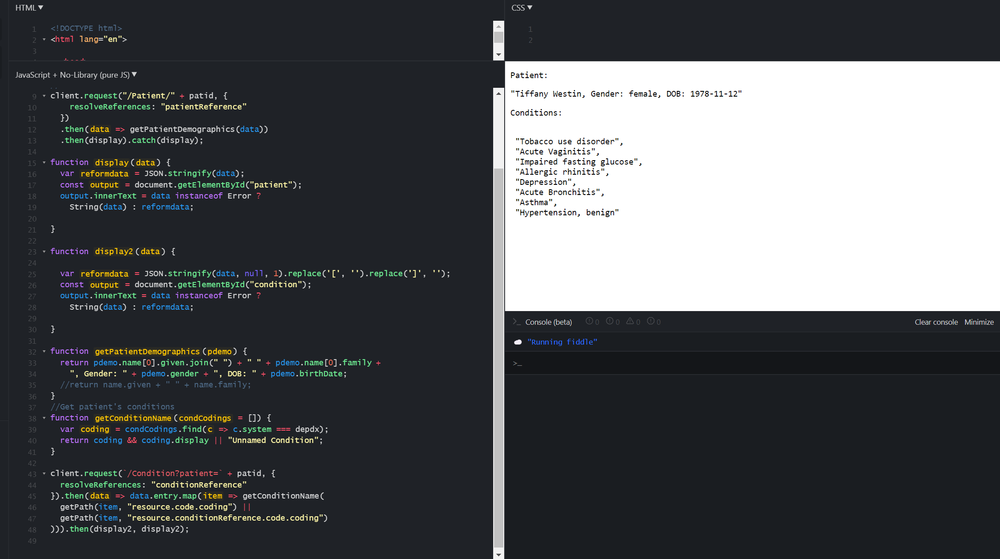 HTML ▼
1 <!DOCTYPE html>
2 <html lang="en">
3
JavaScript + No-Library (pure JS) ▼
9 client.request("/Patient/" + patid, {
10 resolveReferences: "patientReference"
11 })
12 .then(data => getPatientDemographics(data))
13 .then(display).catch(display);
14
15 function display(data) {
16 var reformdata = JSON.stringify(data);
17 const output = document.getElementById("patient");
18 output.innerText = data instanceof Error ?
19 String(data) : reformdata;
20
21 }
22
23 function display2(data) {
24
25 var reformdata = JSON.stringify(data, null, 1).replace('[', '').replace(']', '');
26 const output = document.getElementById("condition");
27 output.innerText = data instanceof Error ?
28 String(data) : reformdata;
29
30 }
31
32 function getPatientDemographics(pdemo) {
33 return pdemo.name[0].given.join(" ") + " " + pdemo.name[0].family +
34 ", Gender: " + pdemo.gender + ", DOB: " + pdemo.birthDate;
35 //return name.given + " " + name.family;
36 }
37 //Get patient's conditions
38 function getConditionName(condCodings = []) {
39 var coding = condCodings.find(c => c.system === depdx);
40 return coding && coding.display || "Unnamed Condition";
41 }
42
43 client.request(`/Condition?patient=` + patid, {
44 resolveReferences: "conditionReference"
45 }).then(data => data.entry.map(item => getConditionName(
46 getPath(item, "resource.code.coding") ||
47 getPath(item, "resource.conditionReference.code.coding")
48 ))).then(display2, display2);
49
CSS ▼
1
2
Patient:
"Tiffany Westin, Gender: female, DOB: 1978-11-12"
Conditions:
"Tobacco use disorder",
"Acute Vaginitis",
"Impaired fasting glucose",
"Allergic rhinitis",
"Depression",
"Acute Bronchitis",
"Asthma",
"Hypertension, benign"
>_ Console (beta) 0 0 0 0 Clear console Minimize
"Running fiddle"
>_